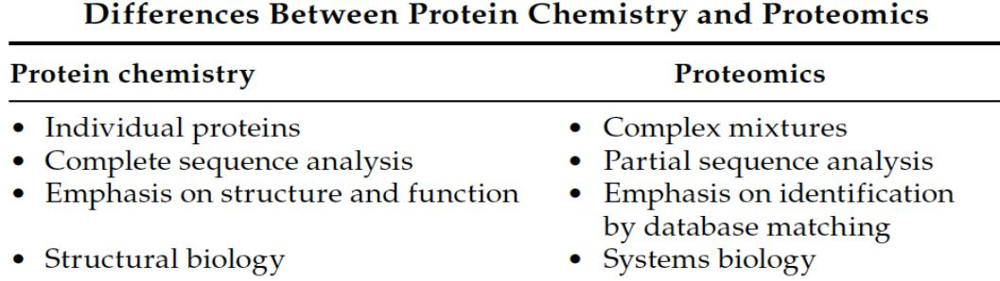 Differences Between Protein Chemistry and Proteomics
Protein chemistry Proteomics
• Individual proteins • Complex mixtures
• Complete sequence analysis • Partial sequence analysis
• Emphasis on structure and function • Emphasis on identification
by database matching
• Structural biology • Systems biology